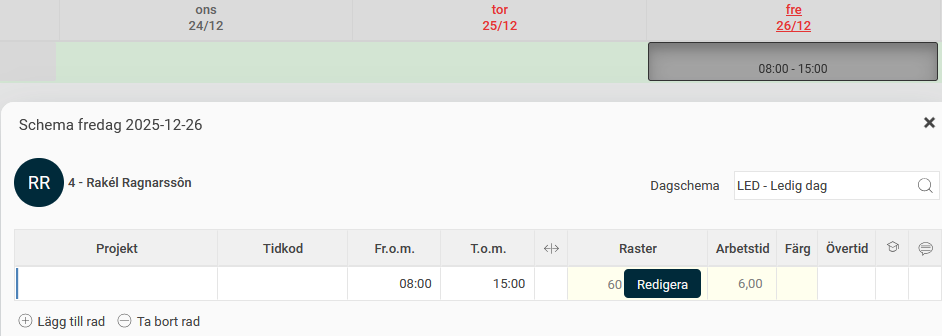 ons
24/12
tor
25/12
fre
26/12
08:00 - 15:00
Schema fredag 2025-12-26
RR
4 - Rakél Ragnarssôn
Dagschema
LED - Ledig dag
Projekt Tidkod Fr.o.m. T.o.m. Raster Arbetstid Färg Övertid
08:00 15:00 60 Redigera 6,00
Lägg till rad Ta bort rad